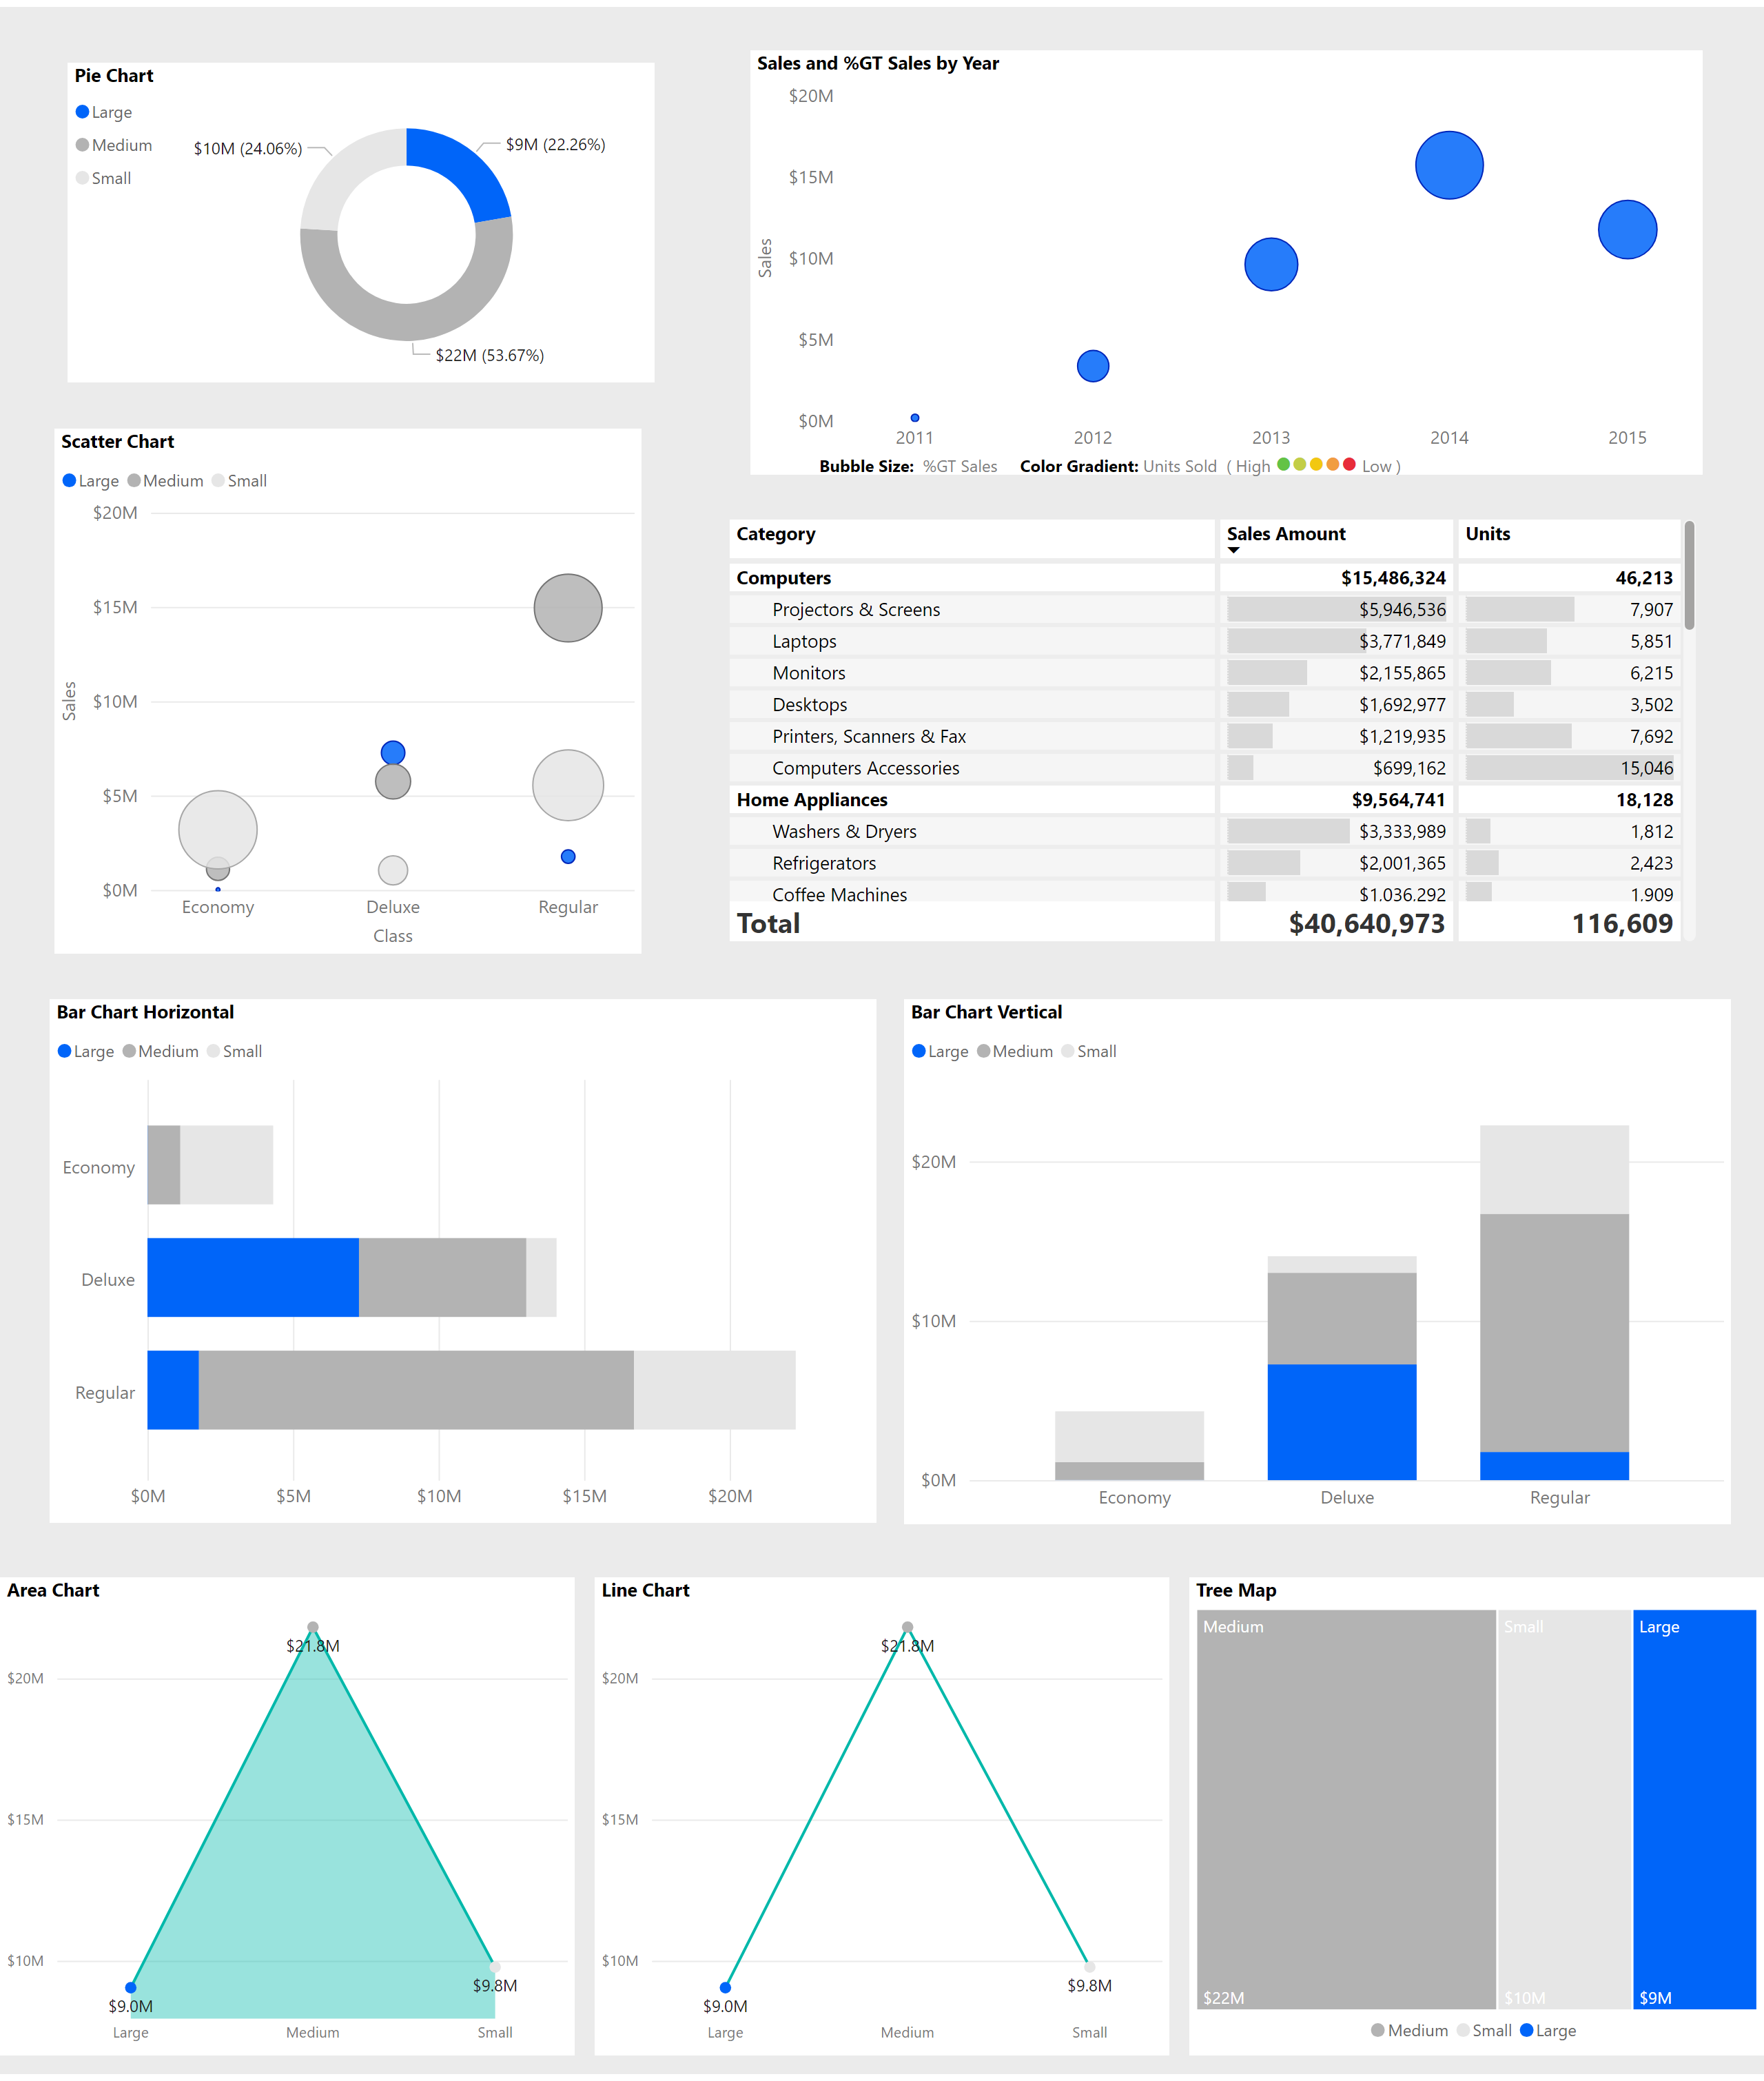 Pie Chart
Large
Medium
Small
$10M (24.06%)
$9M (22.26%)
$22M (53.67%)
Sales and %GT Sales by Year
$20M
$15M
$10M
$5M
$0M
Sales
2011 2012 2013 2014 2015
Bubble Size: %GT Sales Color Gradient: Units Sold ( High Low )
Scatter Chart
Large Medium Small
$20M
$15M
$10M
$5M
$0M
Sales
Economy Deluxe Regular
Class
Category Sales Amount Units
Computers $15,486,324 46,213
Projectors & Screens $5,946,536 7,907
Laptops $3,771,849 5,851
Monitors $2,155,865 6,215
Desktops $1,692,977 3,502
Printers, Scanners & Fax $1,219,935 7,692
Computers Accessories $699,162 15,046
Home Appliances $9,564,741 18,128
Washers & Dryers $3,333,989 1,812
Refrigerators $2,001,365 2,423
Coffee Machines $1,036,292 1,909
Total $40,640,973 116,609
Bar Chart Horizontal
Large Medium Small
Economy
Deluxe
Regular
$0M $5M $10M $15M $20M
Bar Chart Vertical
Large Medium Small
$20M
$10M
$0M
Economy Deluxe Regular
Area Chart
$21.8M
$20M
$15M
$10M
$9.8M
$9.0M
Large Medium Small
Line Chart
$21.8M
$20M
$15M
$10M
$9.8M
$9.0M
Large Medium Small
Tree Map
Medium Small Large
$22M $10M $9M
Medium Small Large